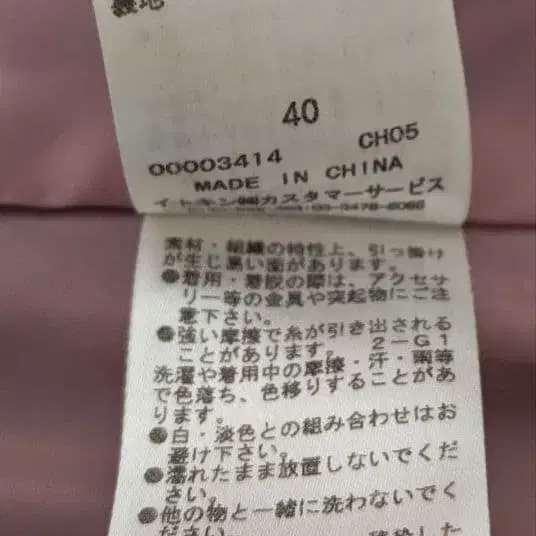 裏地
40
CH05
00003414
MADE IN CHINA
イトキン㈱カスタマーサービス
素材・組織の特性上、引っ掛け
が生じ易い面があります。
●着用・着脱の際は、アクセサ
リー等の金具や突起物にご注
意下さい。
●強い摩擦で糸が引き出される
ことがあります。 2-G1
洗濯や着用中の摩擦・汗・雨等
で色落ち、色移りすることがあ
ります。
●白・淡色との組み合わせはお
避け下さい。
●濡れたまま放置しないでくだ
さい。
●他の物と一緒に洗わないでく
ださい。